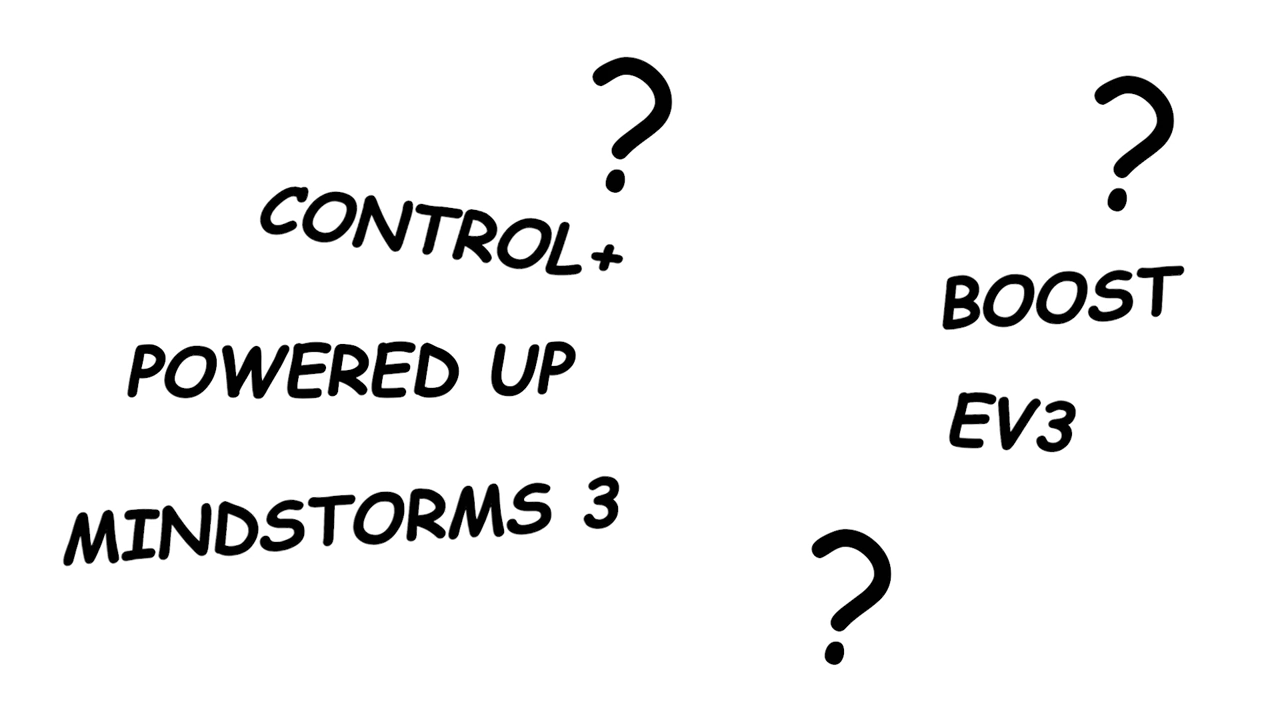 ?
?
CONTROL+
BOOST
POWERED UP
EV3
MINDSTORMS 3
?